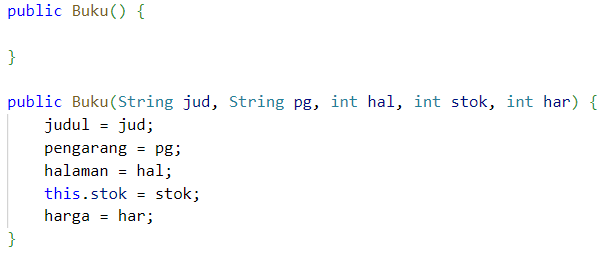 public Buku() {
}
public Buku(String jud, String pg, int hal, int stok, int har) {
judul = jud;
pengarang = pg;
halaman = hal;
this.stok = stok;
harga = har;
}